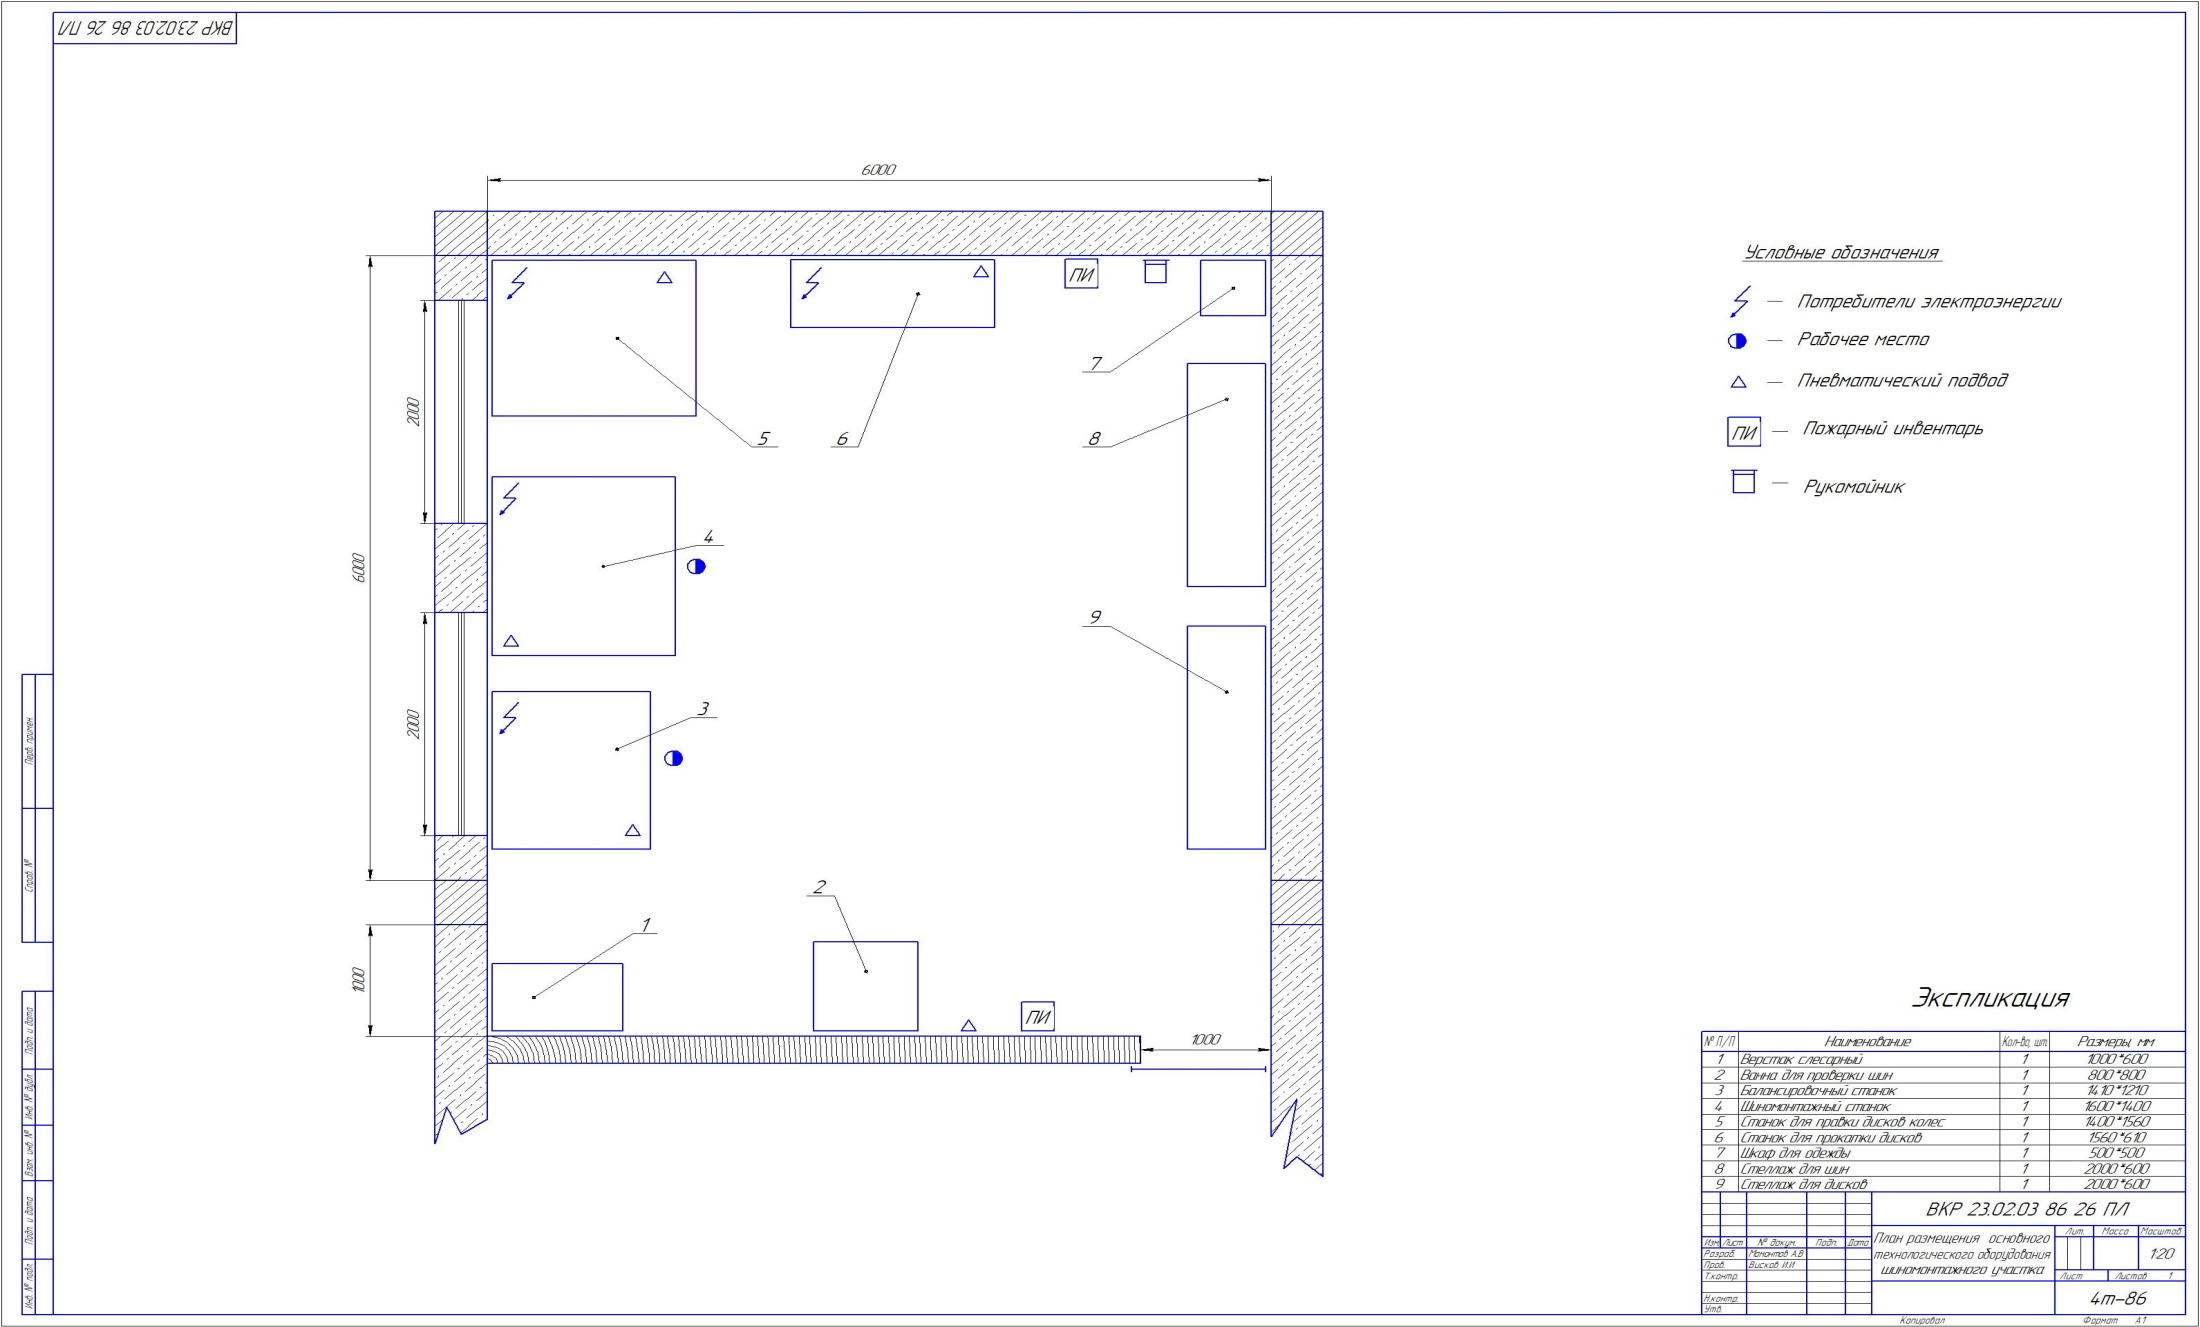 ВКР 23.02.03 86 26 ПЛ
6000
6000
2000
2000
1000
1000
ПИ
ПИ
1
2
3
4
5
6
7
8
9
Условные обозначения
— Потребители электроэнергии
— Рабочее место
— Пневматический подвод
ПИ — Пожарный инвентарь
— Рукомойник
Экспликация
№ П/П Наименование Кол-во, шт. Размеры, мм
1 Верстак слесарный 1 1000*600
2 Ванна для проверки шин 1 800*800
3 Балансировочный станок 1 1410*1210
4 Шиномонтажный станок 1 1600*1400
5 Станок для правки дисков колес 1 1400*1560
6 Станок для прокатки дисков 1 1560*610
7 Шкаф для одежды 1 500*500
8 Стеллаж для шин 1 2000*600
9 Стеллаж для дисков 1 2000*600
ВКР 23.02.03 86 26 ПЛ
Изм. Лист № докум. Подп. Дата
Разраб. Мамонтов А.В
Пров. Висков И.И
Т.контр.
Н.контр.
Утв.
План размещения основного
технологического оборудования
шиномонтажного участка
Лит. Масса Масштаб
1:20
Лист Листов 1
4т-86
Копировал Формат А1
Перв. примен.
Справ. №
Подп. и дата
Инв. № дубл.
Взам. инв. №
Подп. и дата
Инв. № подл.